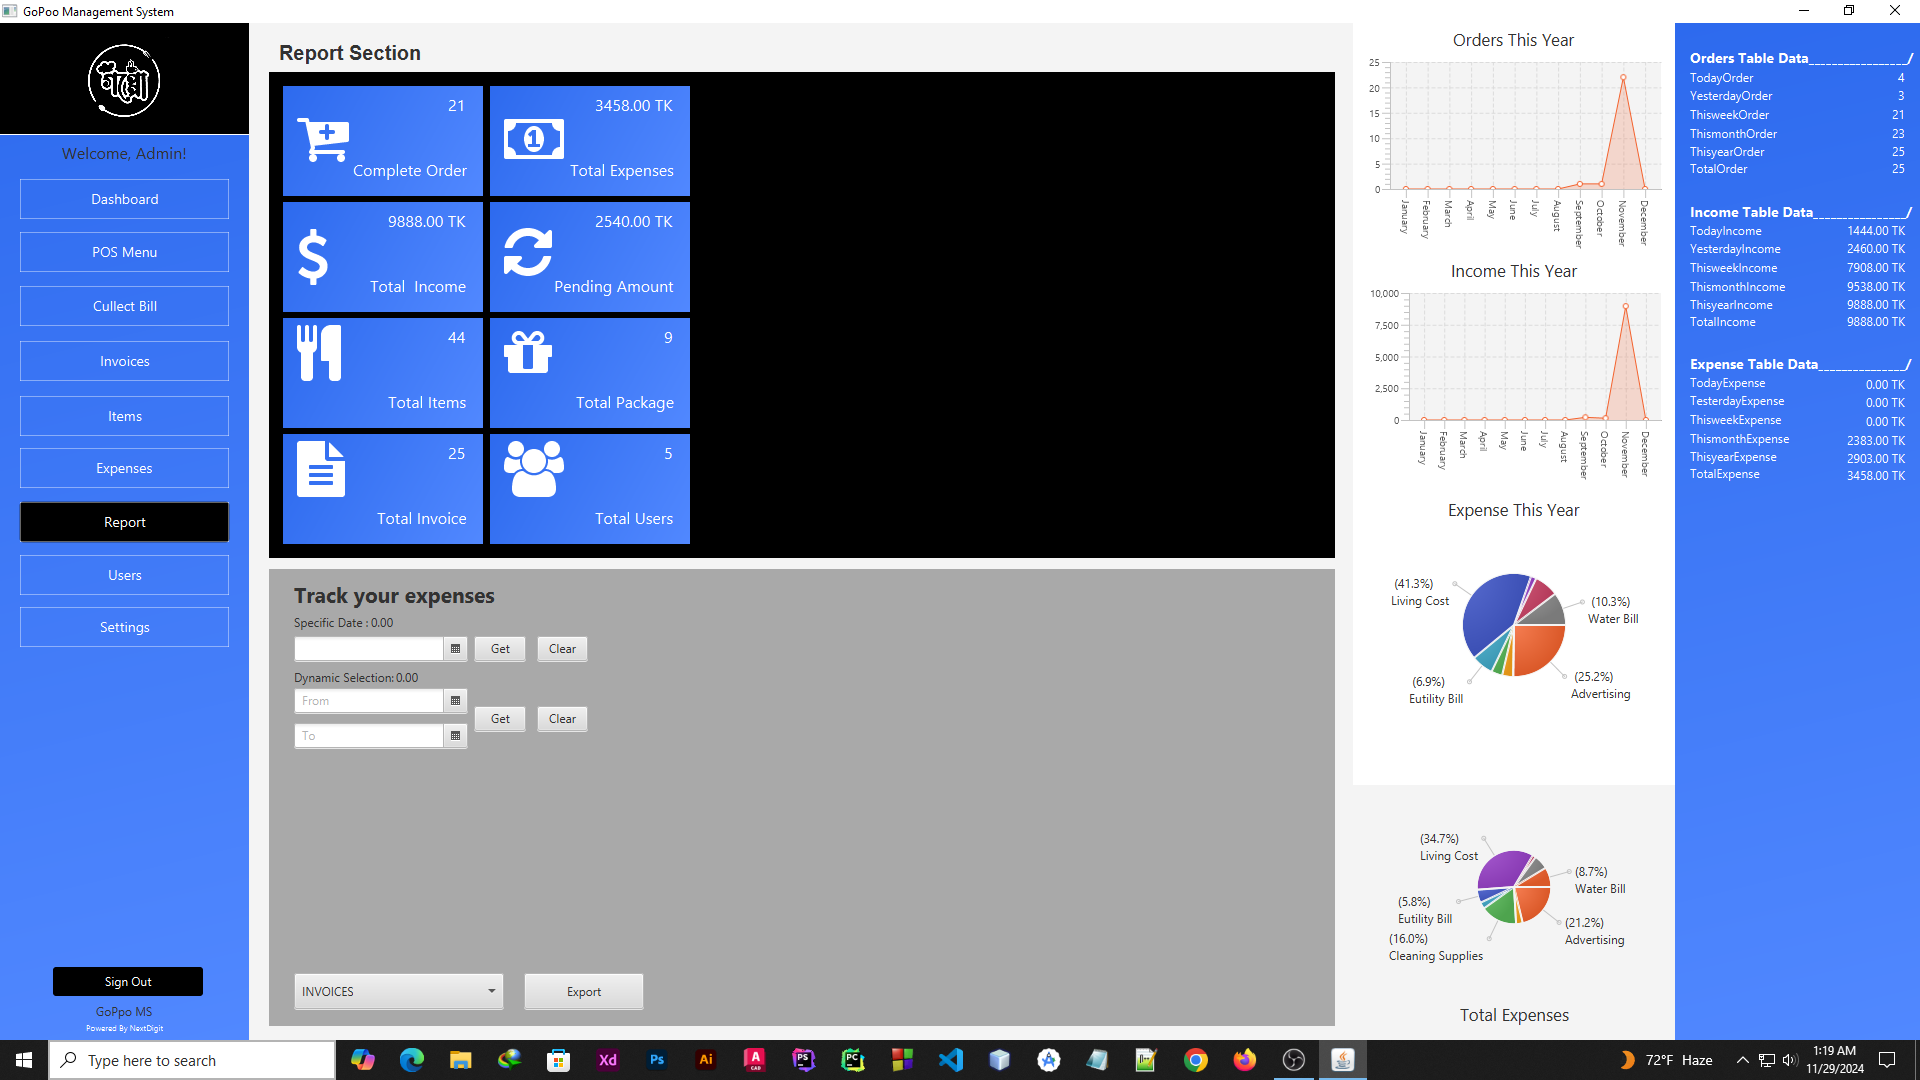 GoPoo Management System
গপ্পো
Welcome, Admin!
Dashboard
POS Menu
Cullect Bill
Invoices
Items
Expenses
Report
Users
Settings
Sign Out
GoPpo MS
Powered By NextDigit
Report Section
21
Complete Order
3458.00 TK
1
Total Expenses
9888.00 TK
Total Income
2540.00 TK
Pending Amount
44
Total Items
9
Total Package
25
Total Invoice
5
Total Users
Track your expenses
Specific Date : 0.00
Get
Clear
Dynamic Selection: 0.00
From
To
Get
Clear
INVOICES
Export
Orders This Year
25
20
15
10
5
0
January
February
March
April
May
June
July
August
September
October
November
December
Income This Year
10,000
7,500
5,000
2,500
0
January
February
March
April
May
June
July
August
September
October
November
December
Expense This Year
(41.3%)
Living Cost
(10.3%)
Water Bill
(6.9%)
Eutility Bill
(25.2%)
Advertising
(34.7%)
Living Cost
(8.7%)
Water Bill
(5.8%)
Eutility Bill
(21.2%)
Advertising
(16.0%)
Cleaning Supplies
Total Expenses
Orders Table Data_________________/
TodayOrder 4
YesterdayOrder 3
ThisweekOrder 21
ThismonthOrder 23
ThisyearOrder 25
TotalOrder 25
Income Table Data________________/
TodayIncome 1444.00 TK
YesterdayIncome 2460.00 TK
ThisweekIncome 7908.00 TK
ThismonthIncome 9538.00 TK
ThisyearIncome 9888.00 TK
TotalIncome 9888.00 TK
Expense Table Data_______________/
TodayExpense 0.00 TK
TesterdayExpense 0.00 TK
ThisweekExpense 0.00 TK
ThismonthExpense 2383.00 TK
ThisyearExpense 2903.00 TK
TotalExpense 3458.00 TK
Type here to search
Xd
Ps
Ai
A
CAD
PS
PC
72°F Haze
1:19 AM
11/29/2024